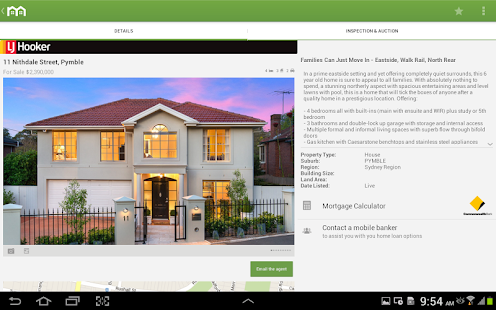 DETAILS
INSPECTION & AUCTION
LJ Hooker
11 Nithdale Street, Pymble
For Sale $2,390,000
Families Can Just Move In - Eastside, Walk Rail, North Rear
In a prime eastside setting and yet offering completely quiet surrounds, this 6
year old home is sure to appeal to all families. With absolutely nothing to
spend, a stunning northerly aspect with spacious entertaining areas and level
lawns with pool, this is a home that will tick the boxes of anyone after a
quality home in a prestigious location. Offering:
- 4 bedrooms all with built-ins (main with ensuite and WIR) plus study or 5th
bedroom
- 3 bathrooms and double-lock up garage with storage and internal access
- Multiple formal and informal living spaces with superb flow through bifold
doors
- Gas kitchen with Caesarstone benchtops and stainless steel appliances
Property Type: House
Suburb: PYMBLE
Region: Sydney Region
Building Size:
Land Area:
Date Listed: Live
Mortgage Calculator
CommonwealthBank
Contact a mobile banker
to assist you with you home loan options
11
Email the agent
9:54 AM